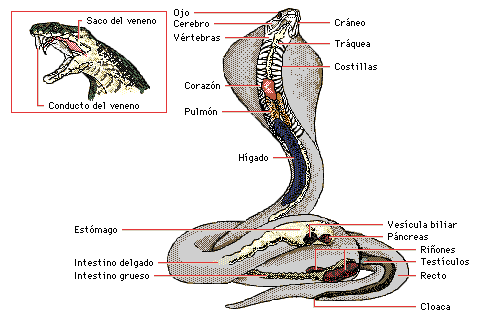 Saco del veneno
Conducto del veneno
Ojo
Cerebro
Vértebras
Cráneo
Tráquea
Costillas
Corazón
Pulmón
Hígado
Estómago
Intestino delgado
Intestino grueso
Vesícula biliar
Páncreas
Riñones
Testículos
Recto
Cloaca